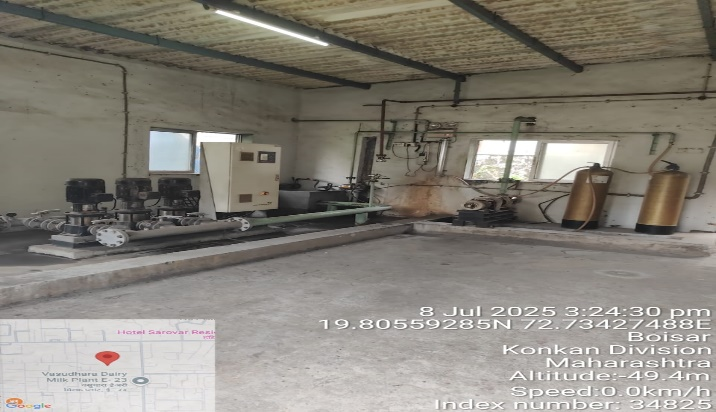 8 Jul 2025 3:24:30 pm
19.80559285N 72.73427488E
Boisar
Konkan Division
Maharashtra
Altitude:-49.4m
Speed:0.0km/h
Index number: 34825
Hotel Sarovar Resi
Vasudhara Dairy
Milk Plant E-23
Google